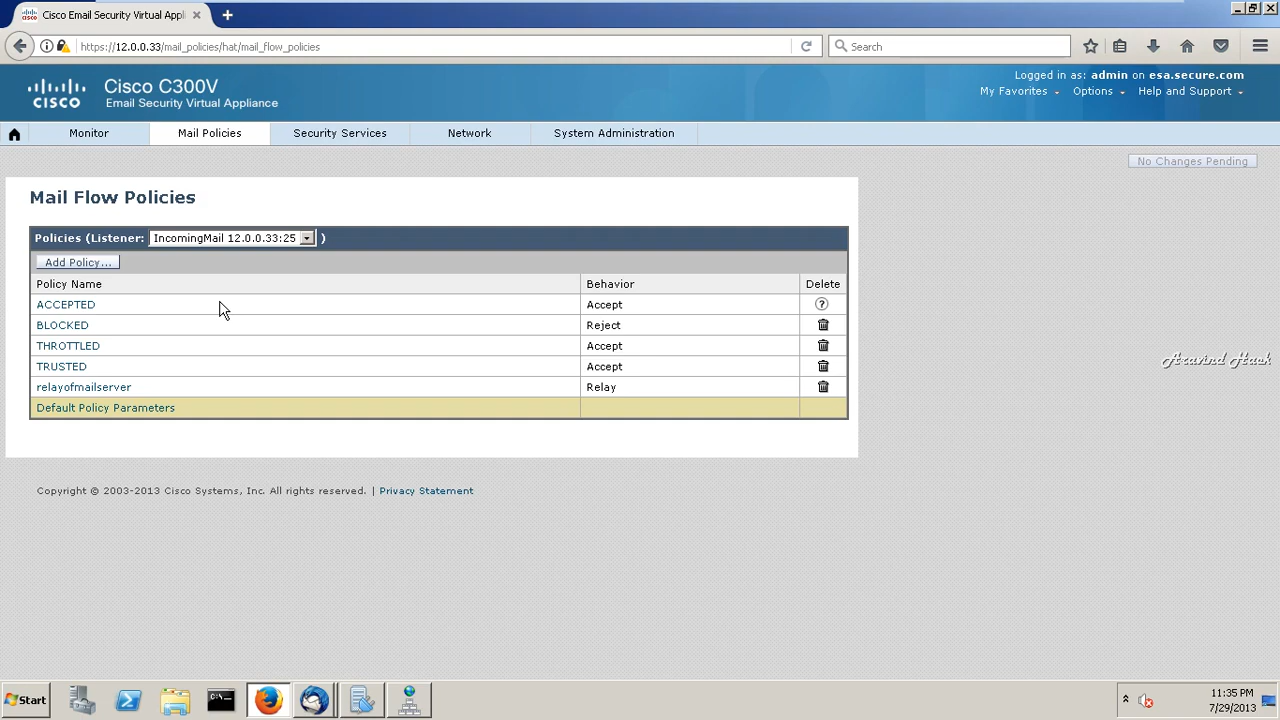 Cisco Email Security Virtual Appli
https://12.0.0.33/mail_policies/hat/mail_flow_policies
Search
cisco
Cisco C300V
Email Security Virtual Appliance
Logged in as: admin on esa.secure.com
My Favorites Options Help and Support
Monitor Mail Policies Security Services Network System Administration
No Changes Pending
Mail Flow Policies
Policies (Listener: IncomingMail 12.0.0.33:25 )
Add Policy...
Policy Name Behavior Delete
ACCEPTED Accept ?
BLOCKED Reject
THROTTLED Accept
TRUSTED Accept
relayofmailserver Relay
Default Policy Parameters
Aravind Hask
Copyright © 2003-2013 Cisco Systems, Inc. All rights reserved. | Privacy Statement
Start
11:35 PM
7/29/2013